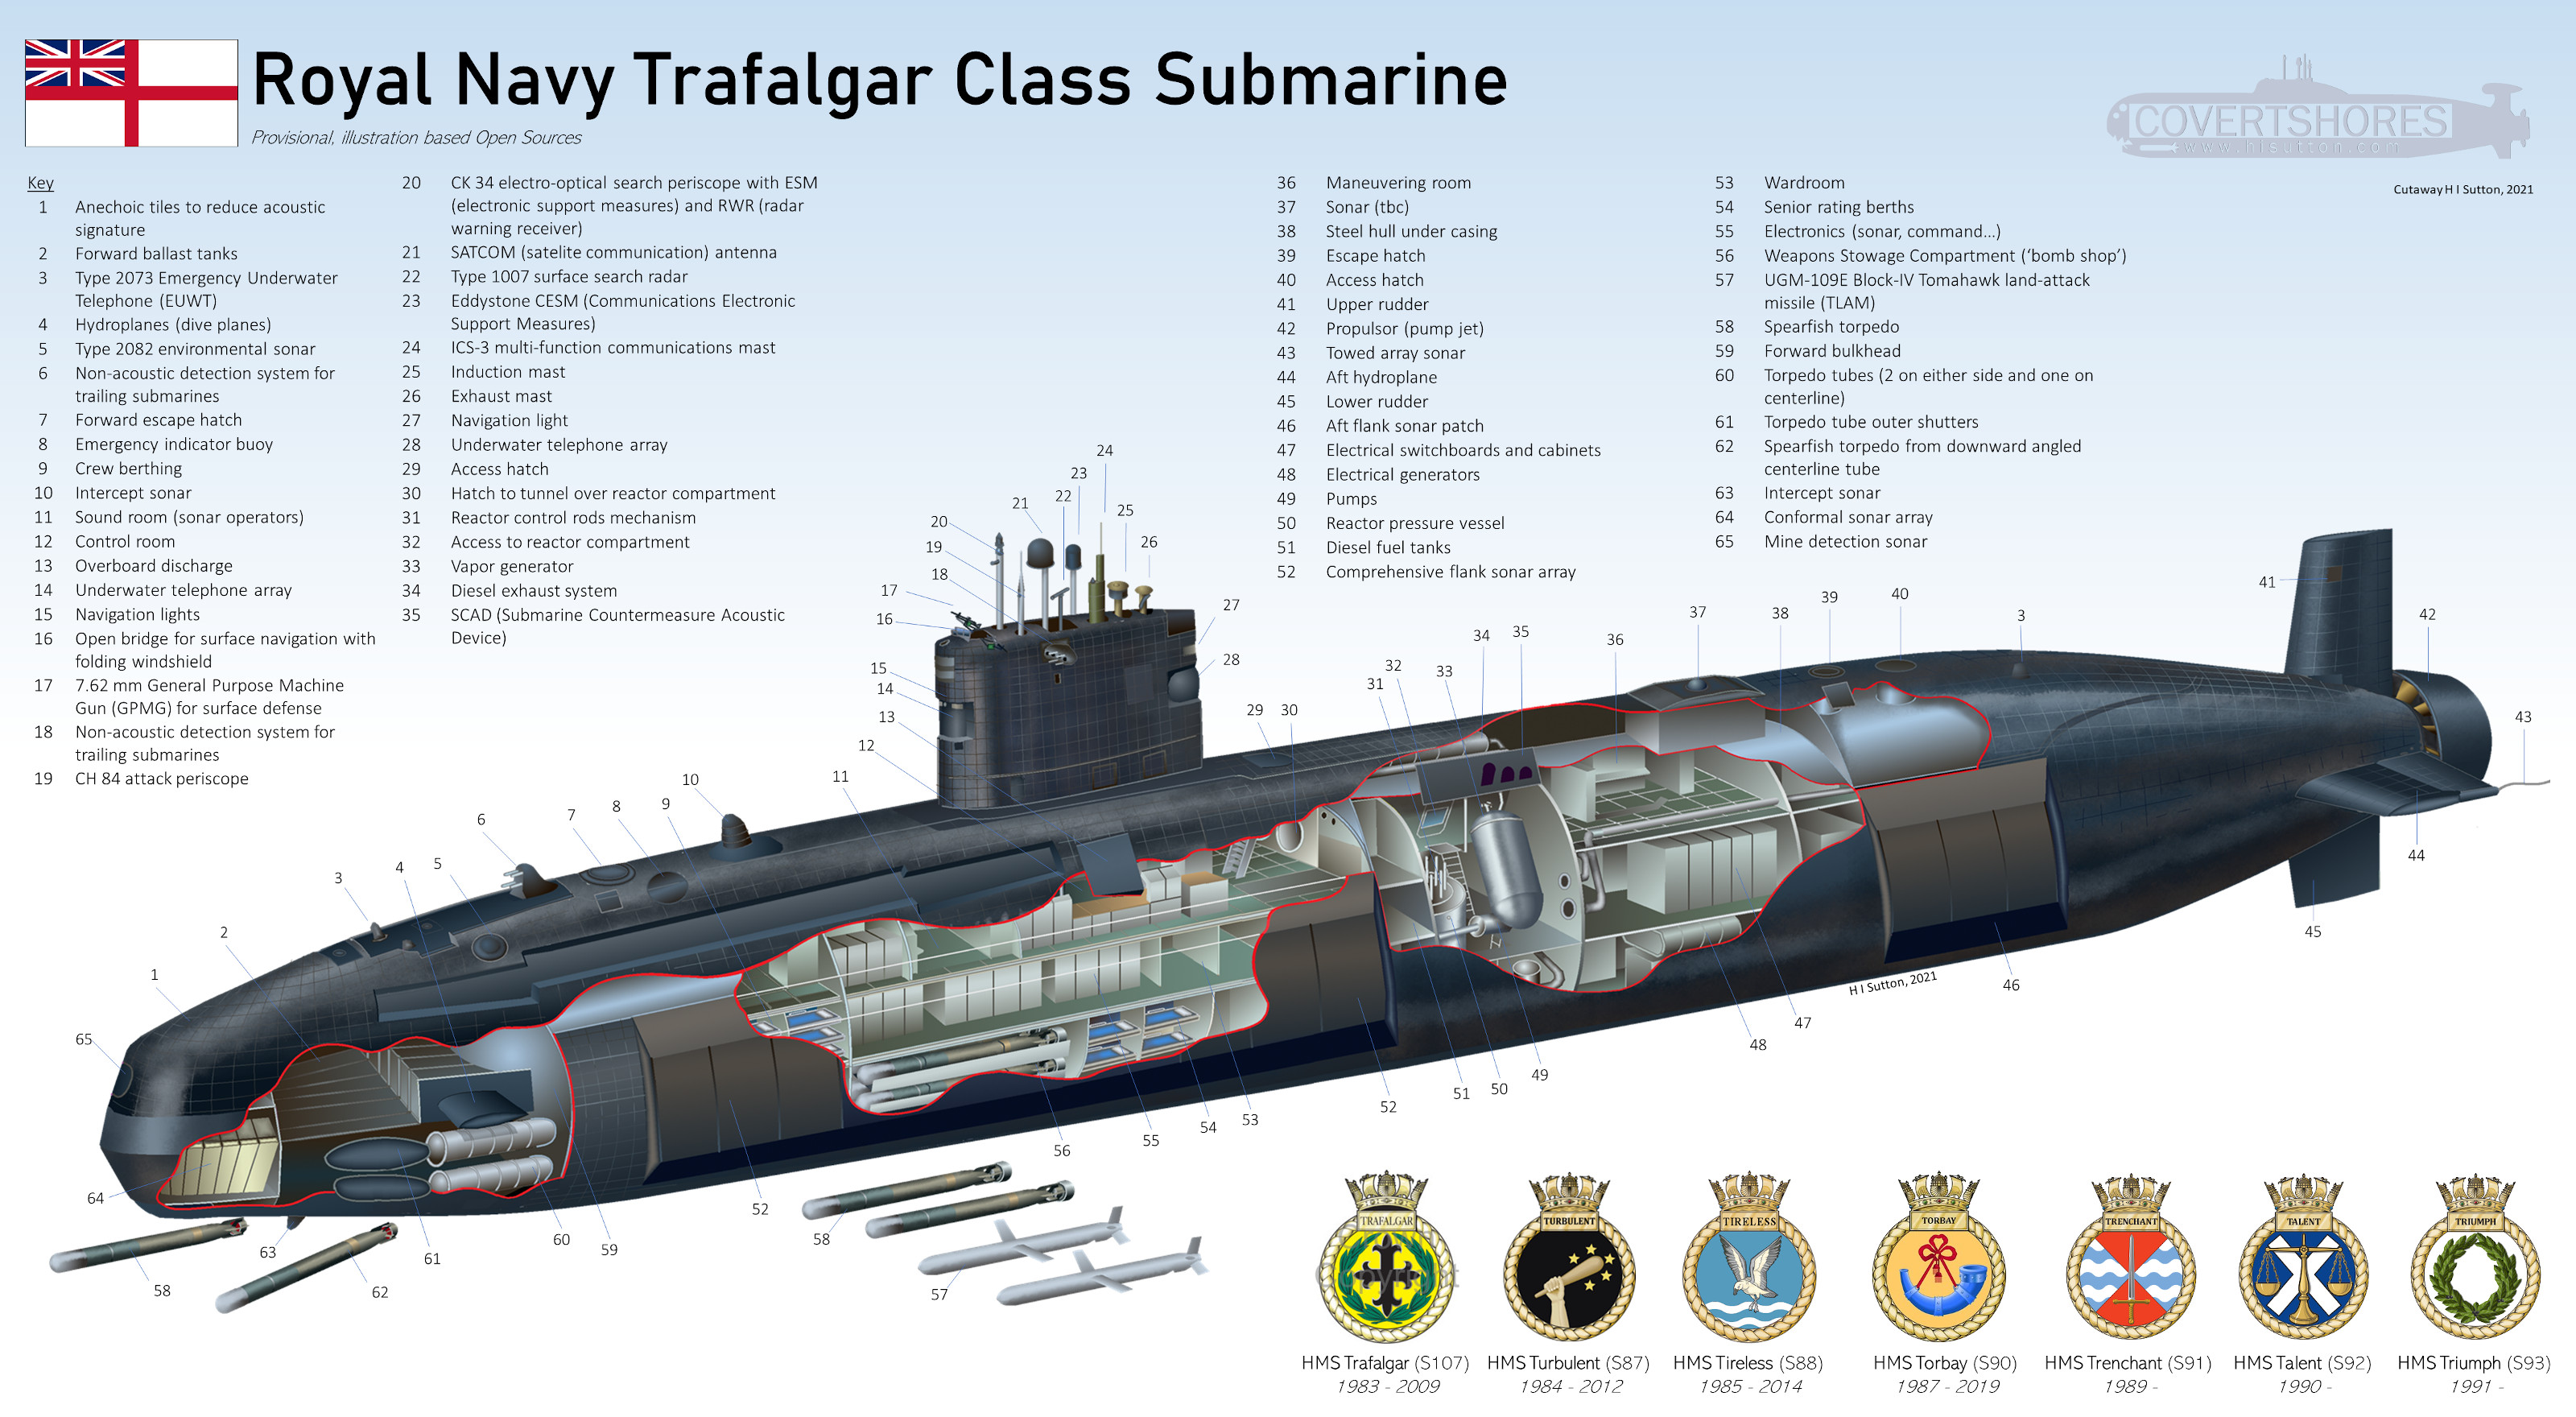 Royal Navy Trafalgar Class Submarine
Provisional, illustration based Open Sources
COVERTSHORES
www.hisutton.com
Cutaway H I Sutton, 2021
Key
1 Anechoic tiles to reduce acoustic
signature
2 Forward ballast tanks
3 Type 2073 Emergency Underwater
Telephone (EUWT)
4 Hydroplanes (dive planes)
5 Type 2082 environmental sonar
6 Non-acoustic detection system for
trailing submarines
7 Forward escape hatch
8 Emergency indicator buoy
9 Crew berthing
10 Intercept sonar
11 Sound room (sonar operators)
12 Control room
13 Overboard discharge
14 Underwater telephone array
15 Navigation lights
16 Open bridge for surface navigation with
folding windshield
17 7.62 mm General Purpose Machine
Gun (GPMG) for surface defense
18 Non-acoustic detection system for
trailing submarines
19 CH 84 attack periscope
20 CK 34 electro-optical search periscope with ESM
(electronic support measures) and RWR (radar
warning receiver)
21 SATCOM (satelite communication) antenna
22 Type 1007 surface search radar
23 Eddystone CESM (Communications Electronic
Support Measures)
24 ICS-3 multi-function communications mast
25 Induction mast
26 Exhaust mast
27 Navigation light
28 Underwater telephone array
29 Access hatch
30 Hatch to tunnel over reactor compartment
31 Reactor control rods mechanism
32 Access to reactor compartment
33 Vapor generator
34 Diesel exhaust system
35 SCAD (Submarine Countermeasure Acoustic
Device)
36 Maneuvering room
37 Sonar (tbc)
38 Steel hull under casing
39 Escape hatch
40 Access hatch
41 Upper rudder
42 Propulsor (pump jet)
43 Towed array sonar
44 Aft hydroplane
45 Lower rudder
46 Aft flank sonar patch
47 Electrical switchboards and cabinets
48 Electrical generators
49 Pumps
50 Reactor pressure vessel
51 Diesel fuel tanks
52 Comprehensive flank sonar array
53 Wardroom
54 Senior rating berths
55 Electronics (sonar, command...)
56 Weapons Stowage Compartment ('bomb shop')
57 UGM-109E Block-IV Tomahawk land-attack
missile (TLAM)
58 Spearfish torpedo
59 Forward bulkhead
60 Torpedo tubes (2 on either side and one on
centerline)
61 Torpedo tube outer shutters
62 Spearfish torpedo from downward angled
centerline tube
63 Intercept sonar
64 Conformal sonar array
65 Mine detection sonar
24
23
22
21
25
20
26
19
18
17
16
27
28
15
14
13
12
11
10
9
8
7
6
5
4
3
2
1
65
64
29
30
31
32
33
34
35
36
37
38
39
40
3
41
42
43
44
45
46
47
48
49
50
51
52
53
54
55
56
52
58
57
59
60
61
62
63
58
H I Sutton, 2021
TRAFALGAR
TURBULENT
TIRELESS
TORBAY
TRENCHANT
TALENT
TRIUMPH
Copyright
HMS Trafalgar (S107)
1983 - 2009
HMS Turbulent (S87)
1984 - 2012
HMS Tireless (S88)
1985 - 2014
HMS Torbay (S90)
1987 - 2019
HMS Trenchant (S91)
1989 -
HMS Talent (S92)
1990 -
HMS Triumph (S93)
1991 -